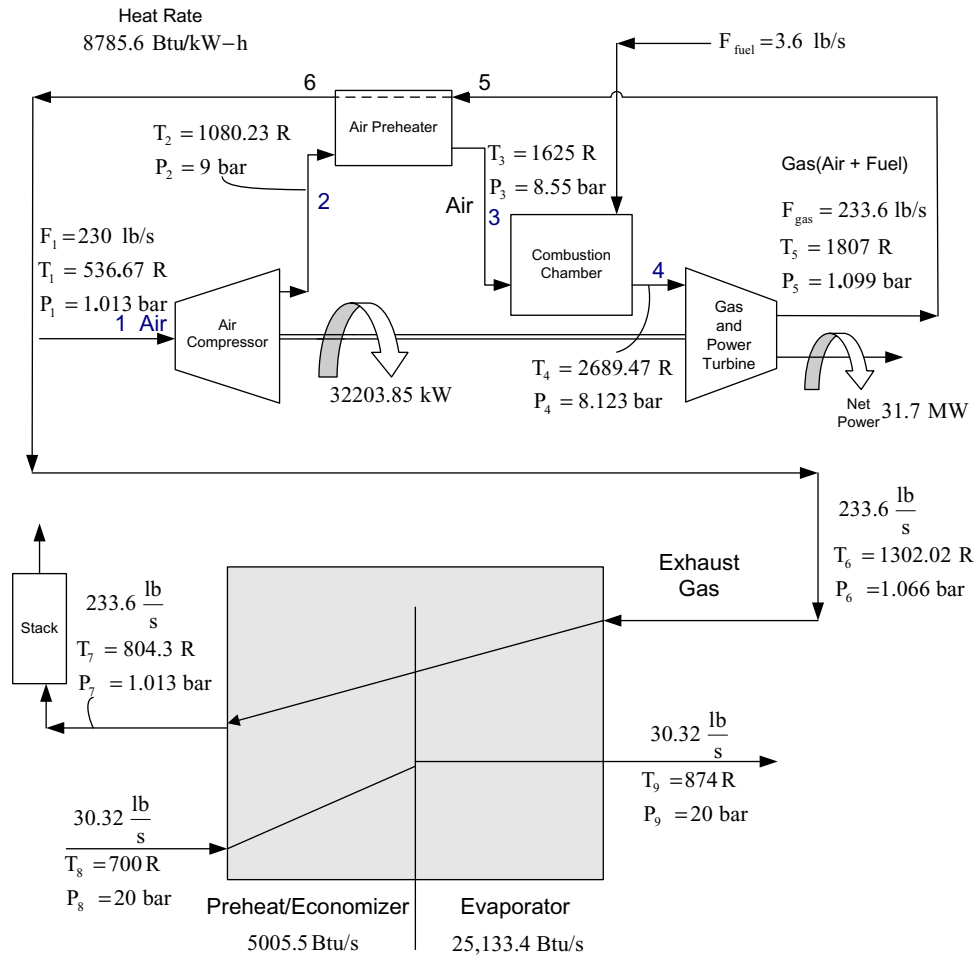 Heat Rate
8785.6 Btu/kW−h
F fuel =3.6 lb/s
6
5
Air Preheater
T2 =1080.23 R
P2 =9 bar
T3 =1625 R
P3 =8.55 bar
Gas(Air + Fuel)
2
Air
3
F gas = 233.6 lb/s
T5 =1807 R
P5 =1.099 bar
F1 =230 lb/s
T1 =536.67 R
P1 =1.013 bar
Combustion
Chamber
4
1 Air
Air
Compressor
Gas
and
Power
Turbine
32203.85 kW
T4 =2689.47 R
P4 =8.123 bar
Net
Power
31.7 MW
233.6 lb/s
T6 =1302.02 R
P6 =1.066 bar
Exhaust
Gas
Stack
233.6 lb/s
T7 =804.3 R
P7 =1.013 bar
30.32 lb/s
T9 =874 R
P9 =20 bar
30.32 lb/s
T8 =700 R
P8 =20 bar
Preheat/Economizer
Evaporator
5005.5 Btu/s
25,133.4 Btu/s